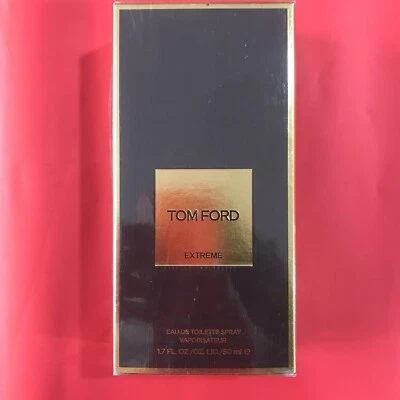 TOM FORD
EXTREME
EAU DE TOILETTE SPRAY
VAPORISATEUR
1.7 FL. OZ./OZ. LIQ./50 ml ℮